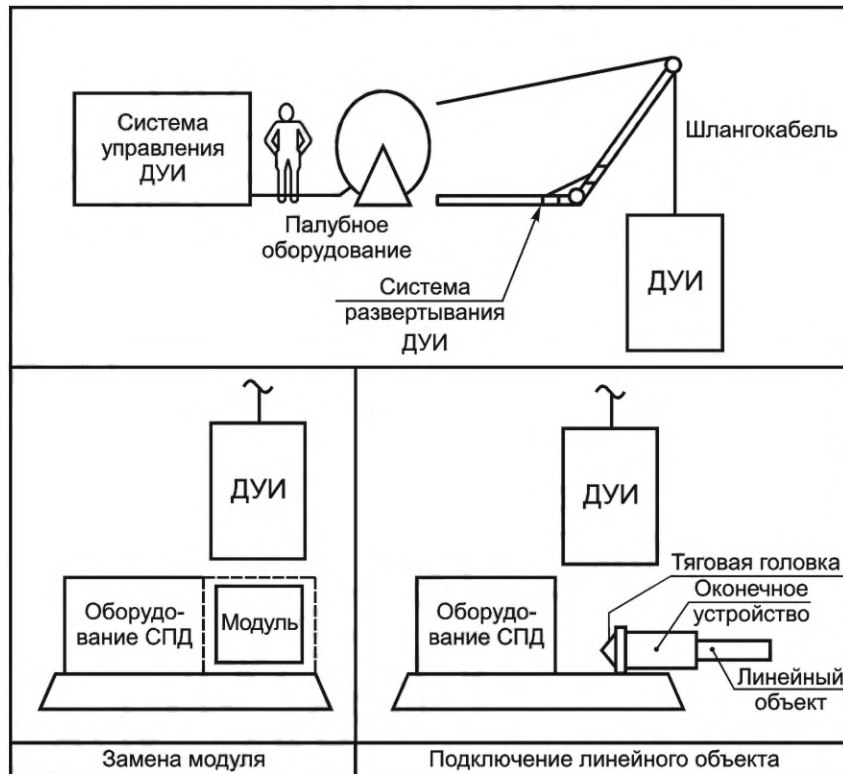 Система
управления
ДУИ
Палубное
оборудование
Шлангокабель
ДУИ
Система
развертывания
ДУИ
ДУИ
Оборудо-
вание СПД
Модуль
ДУИ
Оборудо-
вание СПД
Тяговая головка
Оконечное
устройство
Линейный
объект
Замена модуля
Подключение линейного объекта